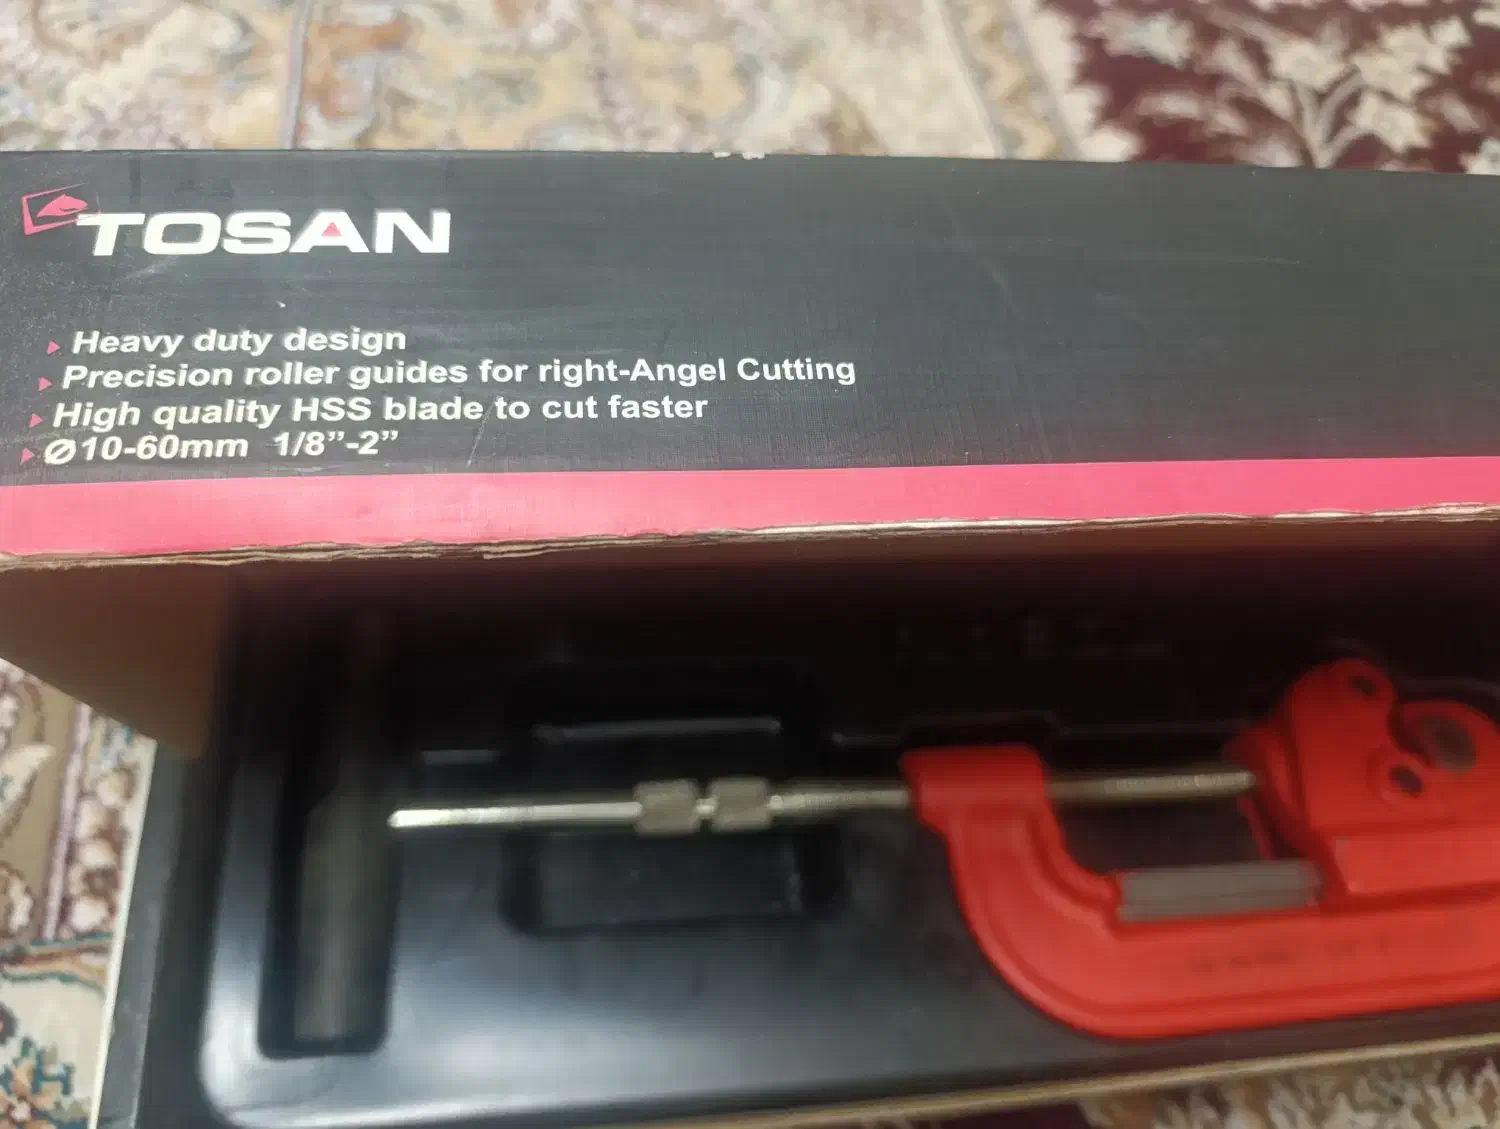 TOSAN
Heavy duty design
Precision roller guides for right-Angel Cutting
High quality HSS blade to cut faster
Ø10-60mm 1/8”-2”